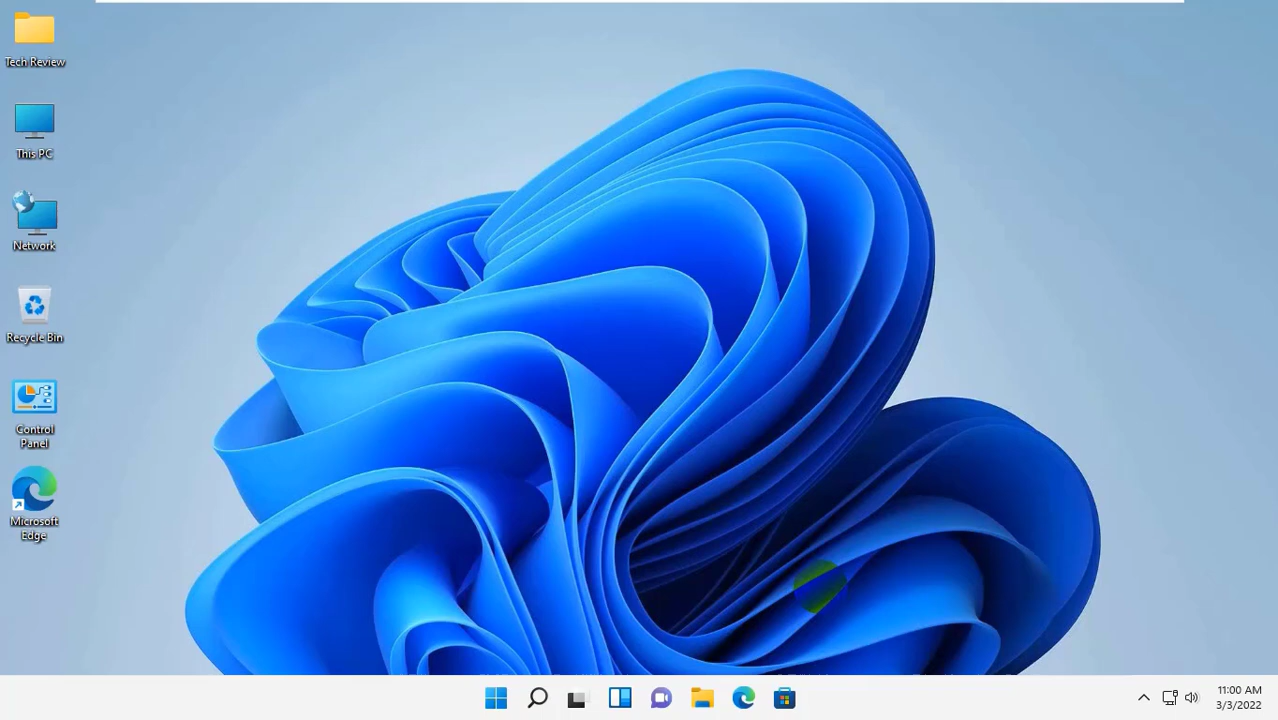 Tech Review
This PC
Network
Recycle Bin
Control
Panel
Microsoft
Edge
11:00 AM
3/3/2022